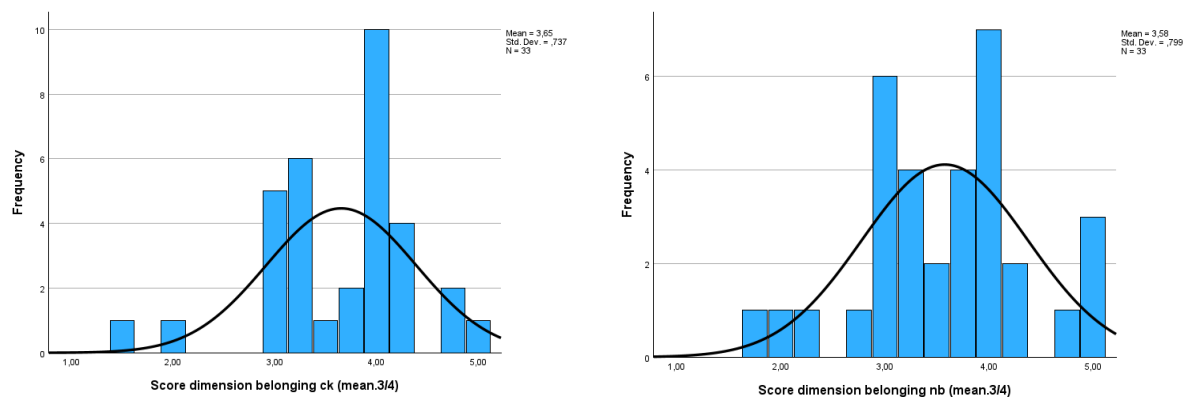 Mean = 3,65
Std. Dev. = ,737
N = 33
10
8
6
4
2
0
Frequency
1,00 2,00 3,00 4,00 5,00
Score dimension belonging ck (mean.3/4)
Mean = 3,58
Std. Dev. = ,799
N = 33
6
4
2
0
Frequency
1,00 2,00 3,00 4,00 5,00
Score dimension belonging nb (mean.3/4)